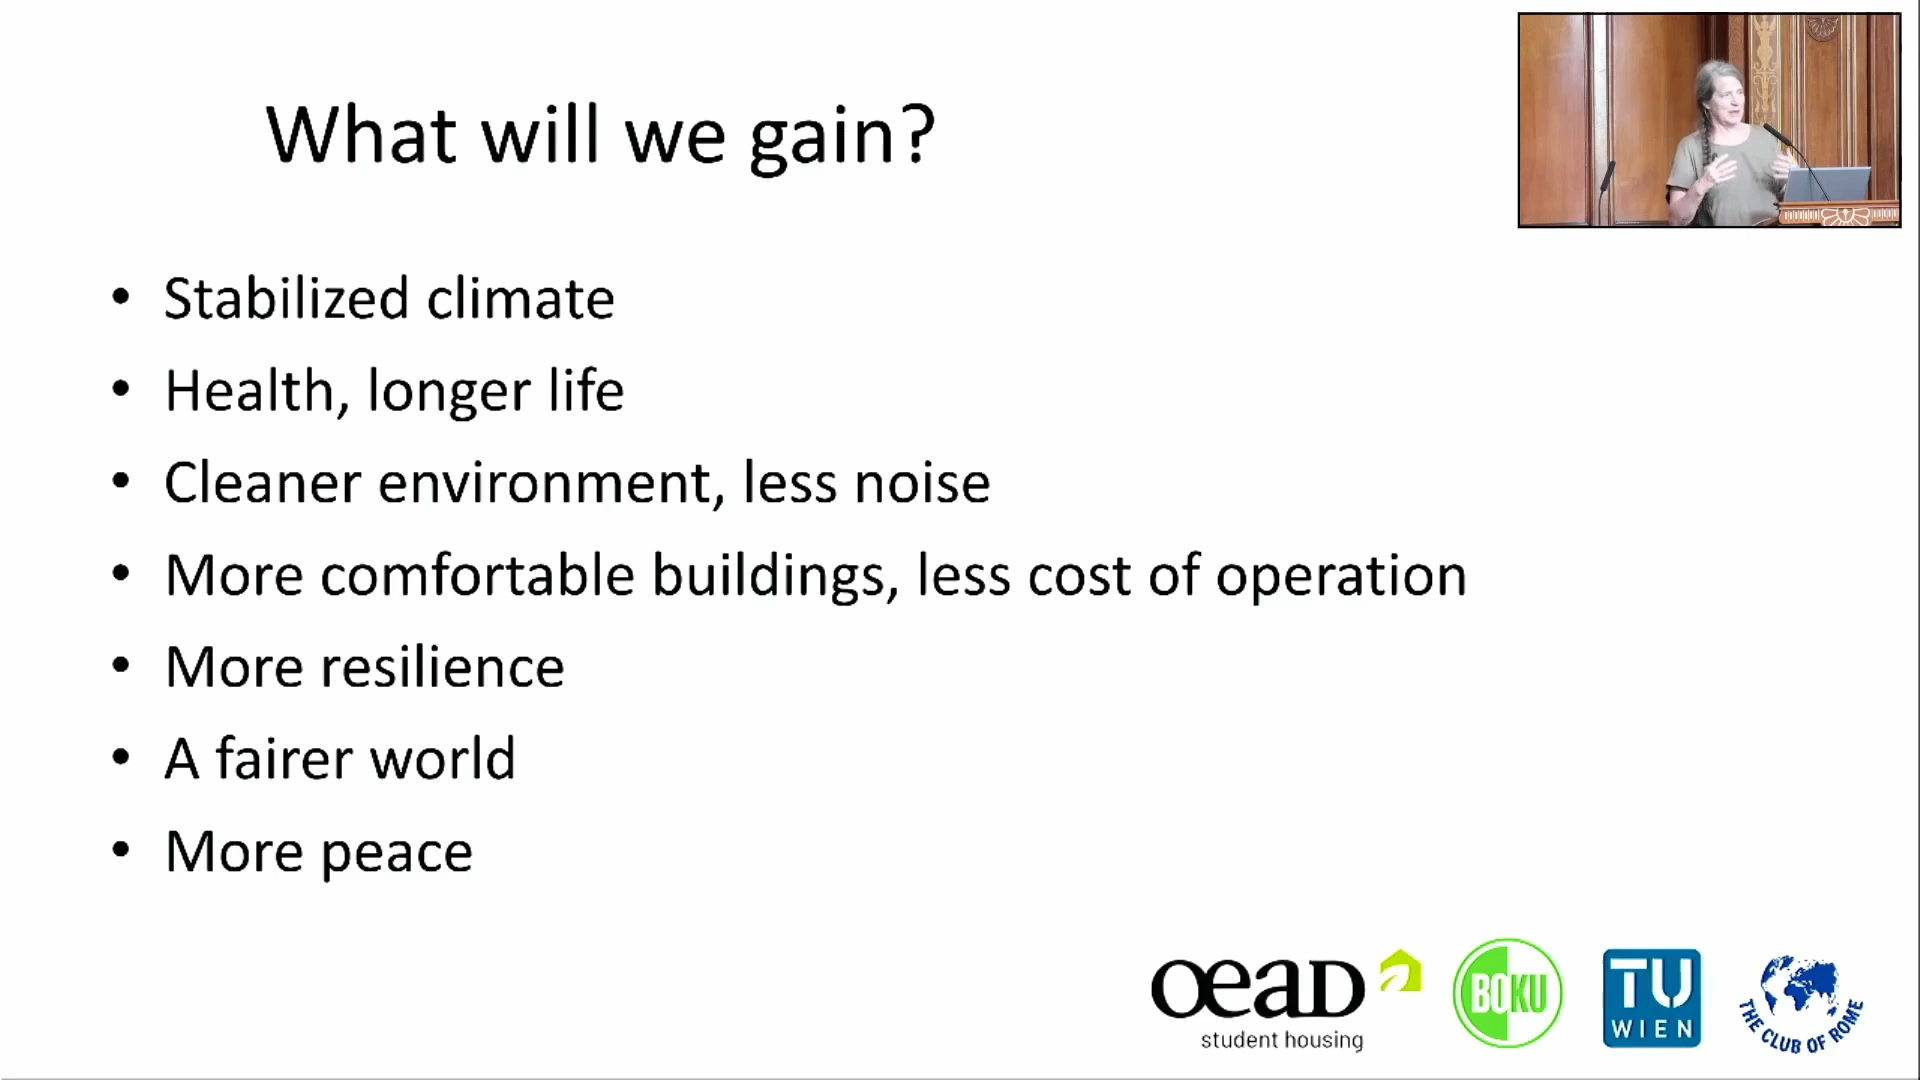 What will we gain?
• Stabilized climate
• Health, longer life
• Cleaner environment, less noise
• More comfortable buildings, less cost of operation
• More resilience
• A fairer world
• More peace
oeaD
student housing
BOKU
TU
WIEN
THE CLUB OF ROME